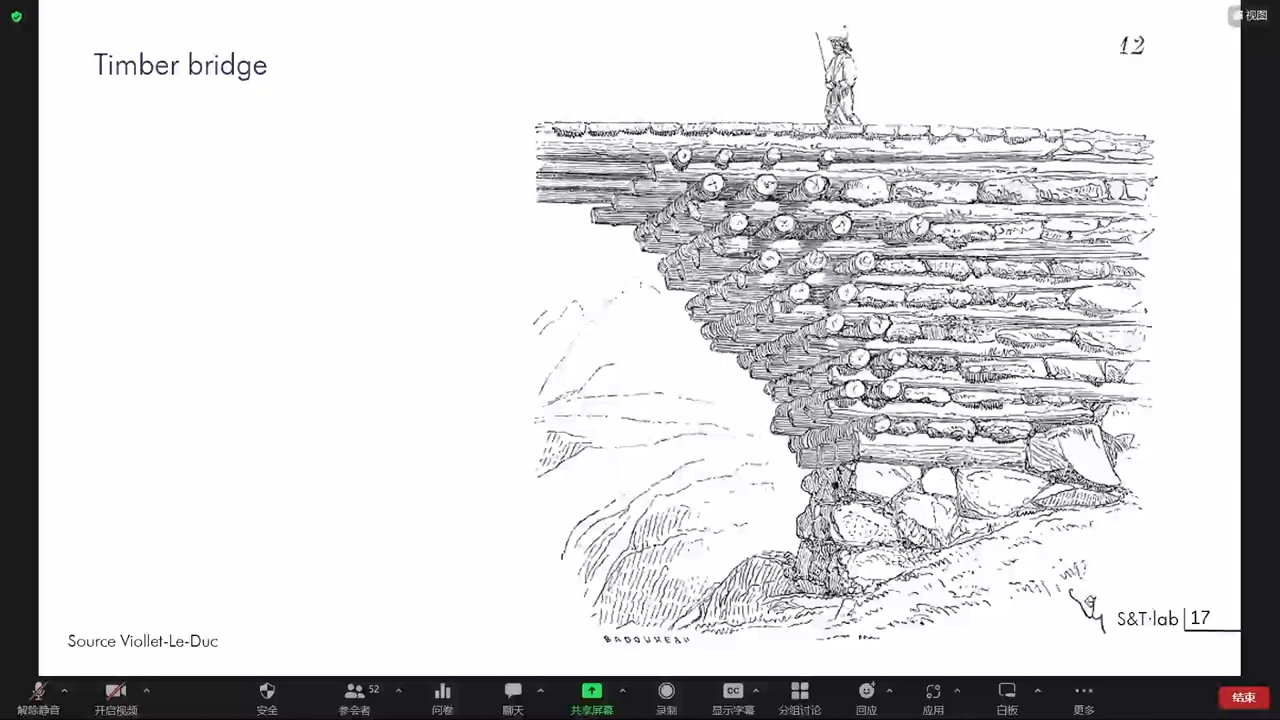 视图
Timber bridge
12
BADOUREAU
Source Viollet-Le-Duc
S&T·lab 17
解除静音
开启视频
安全
52
参会者
问卷
聊天
共享屏幕
录制
CC
显示字幕
分组讨论
回应
应用
白板
更多
结束